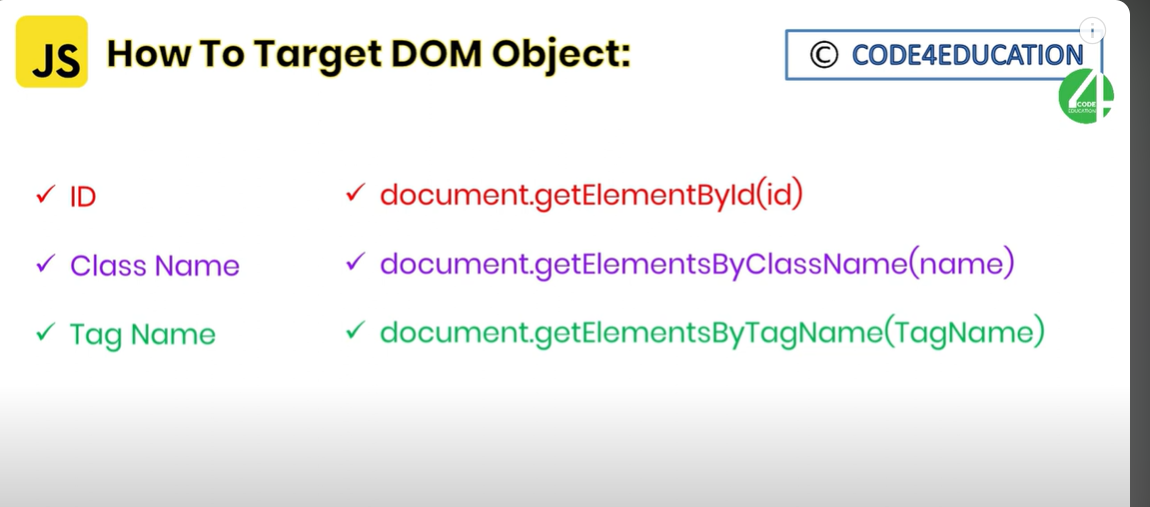 JS How To Target DOM Object:
© CODE4EDUCATION
4 CODE
EDUCATION
✓ ID ✓ document.getElementById(id)
✓ Class Name ✓ document.getElementsByClassName(name)
✓ Tag Name ✓ document.getElementsByTagName(TagName)